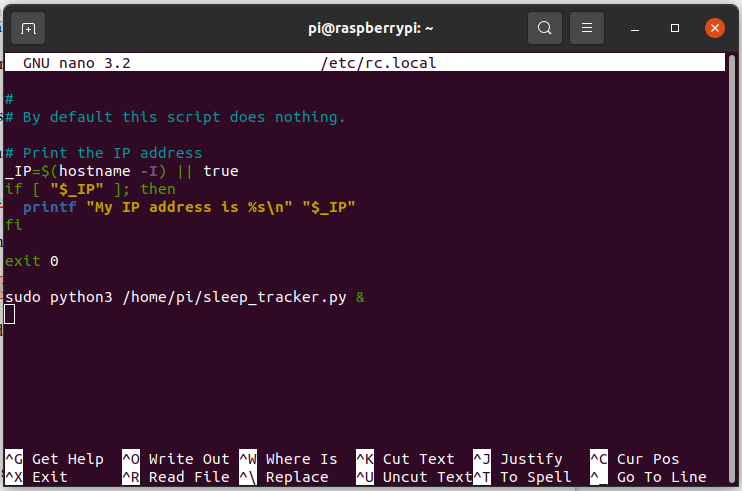 pi@raspberrypi: ~
GNU nano 3.2 /etc/rc.local
#
# By default this script does nothing.
# Print the IP address
_IP=$(hostname -I) || true
if [ "$_IP" ]; then
  printf "My IP address is %s\n" "$_IP"
fi
exit 0
sudo python3 /home/pi/sleep_tracker.py &
^G Get Help ^O Write Out ^W Where Is ^K Cut Text ^J Justify ^C Cur Pos
^X Exit ^R Read File ^\ Replace ^U Uncut Text ^T To Spell ^_ Go To Line